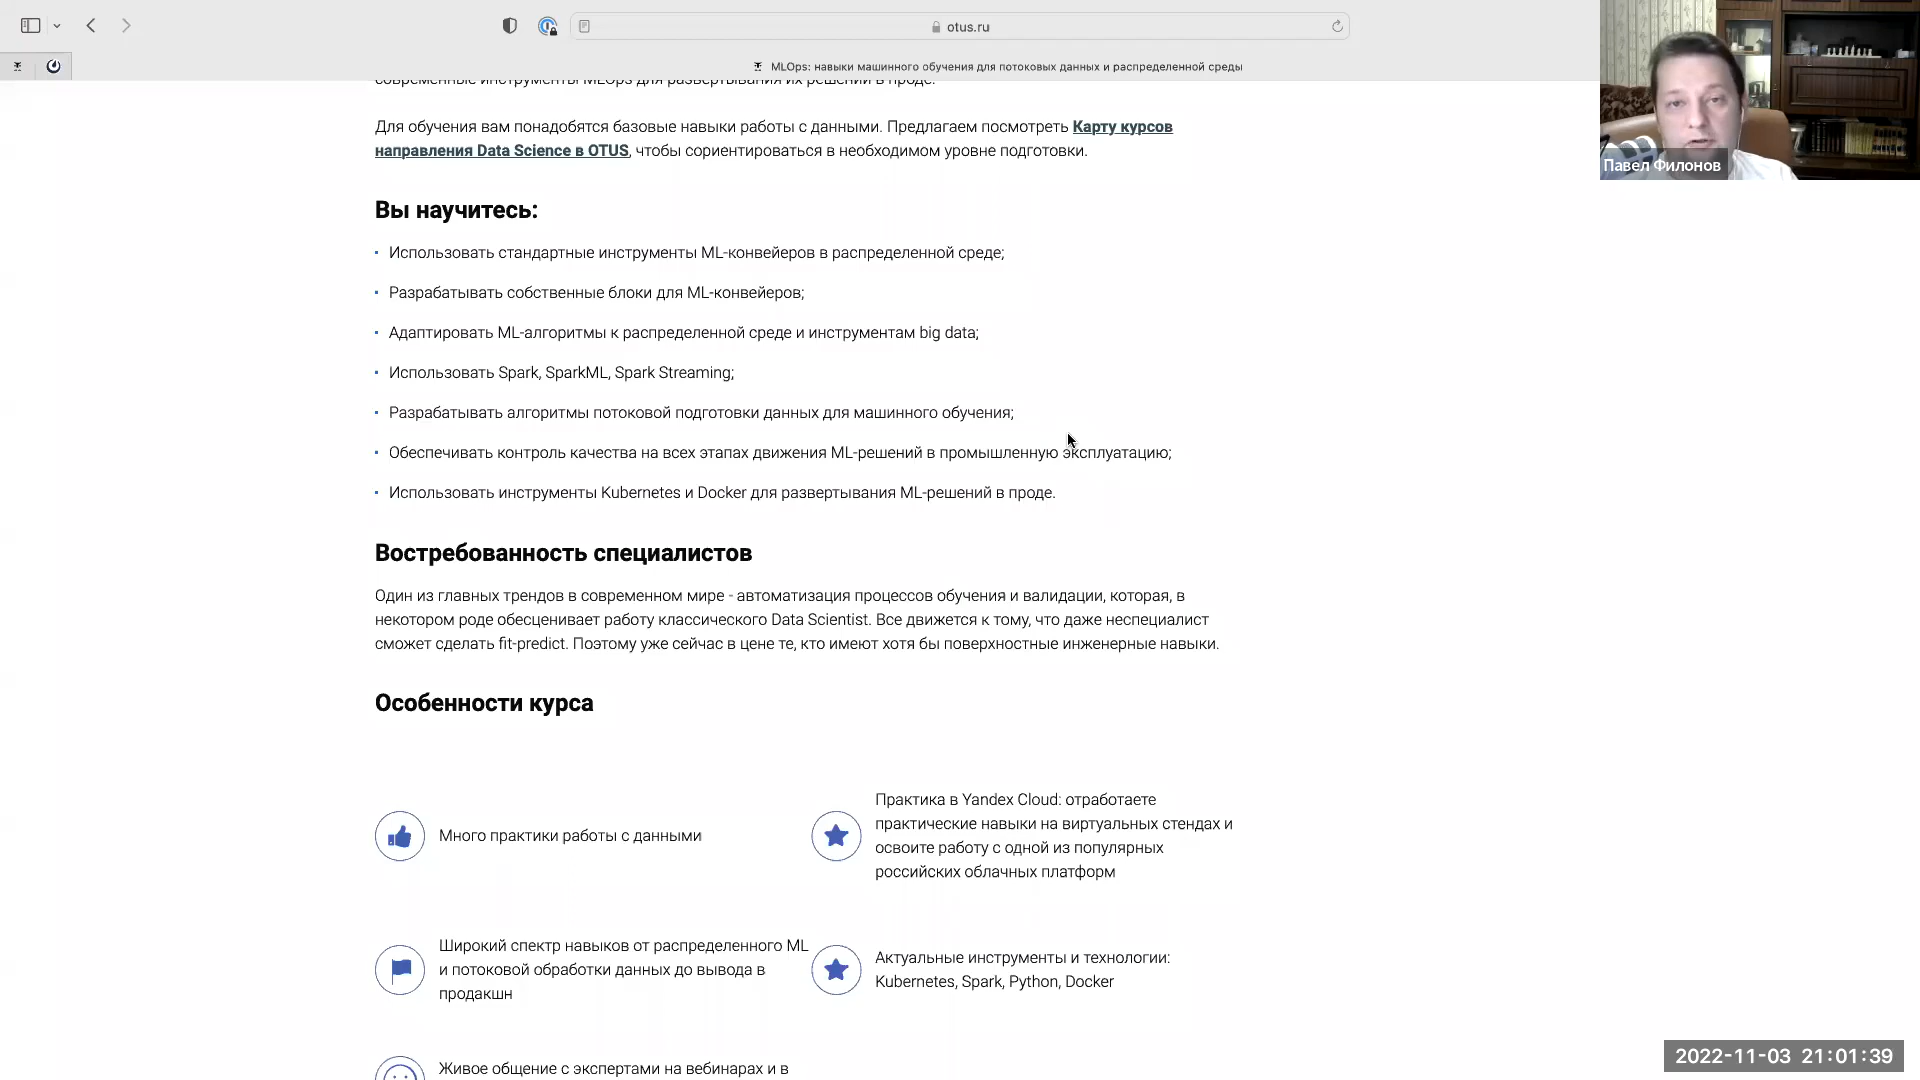 otus.ru
MLOps: навыки машинного обучения для потоковых данных и распределенной среды
Павел Филонов
современные инструменты MLOps для развертывания их решений в проде.
Для обучения вам понадобятся базовые навыки работы с данными. Предлагаем посмотреть Карту курсов
направления Data Science в OTUS, чтобы сориентироваться в необходимом уровне подготовки.
Вы научитесь:
Использовать стандартные инструменты ML-конвейеров в распределенной среде;
Разрабатывать собственные блоки для ML-конвейеров;
Адаптировать ML-алгоритмы к распределенной среде и инструментам big data;
Использовать Spark, SparkML, Spark Streaming;
Разрабатывать алгоритмы потоковой подготовки данных для машинного обучения;
Обеспечивать контроль качества на всех этапах движения ML-решений в промышленную эксплуатацию;
Использовать инструменты Kubernetes и Docker для развертывания ML-решений в проде.
Востребованность специалистов
Один из главных трендов в современном мире - автоматизация процессов обучения и валидации, которая, в
некотором роде обесценивает работу классического Data Scientist. Все движется к тому, что даже неспециалист
сможет сделать fit-predict. Поэтому уже сейчас в цене те, кто имеют хотя бы поверхностные инженерные навыки.
Особенности курса
Много практики работы с данными
Практика в Yandex Cloud: отработаете
практические навыки на виртуальных стендах и
освоите работу с одной из популярных
российских облачных платформ
Широкий спектр навыков от распределенного ML
и потоковой обработки данных до вывода в
продакшн
Актуальные инструменты и технологии:
Kubernetes, Spark, Python, Docker
Живое общение с экспертами на вебинарах и в
2022-11-03 21:01:39